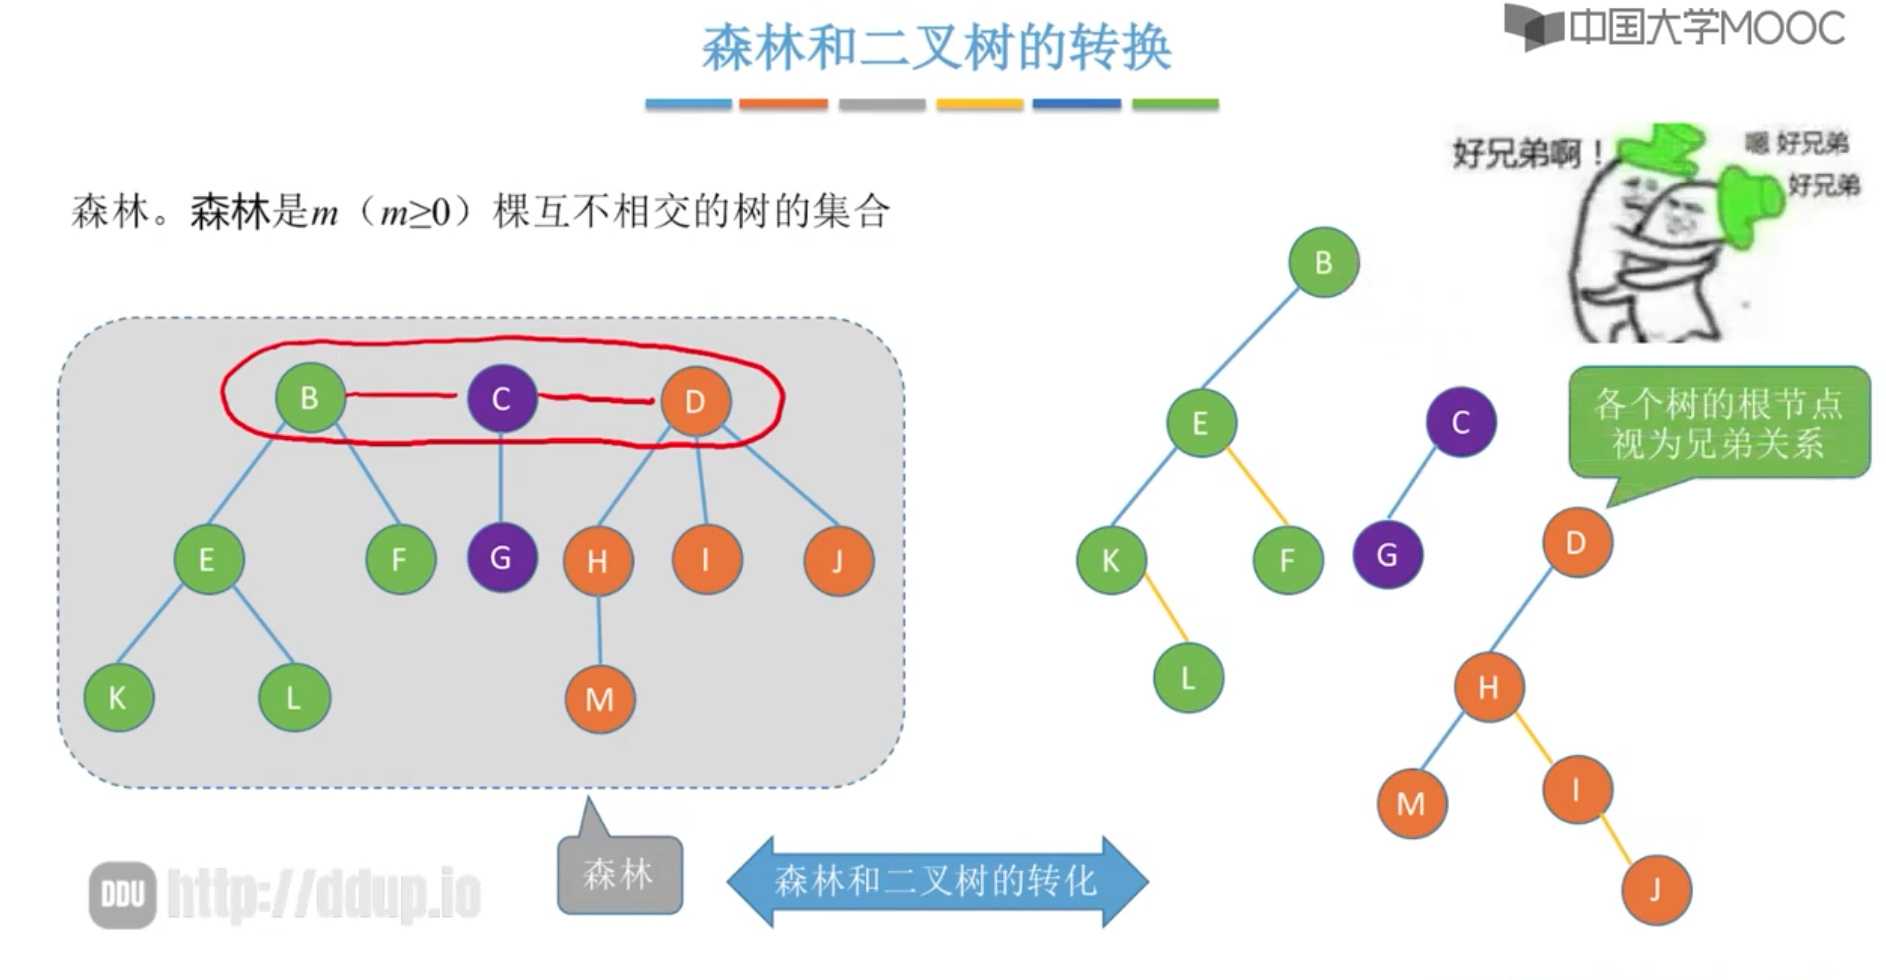 森林和二叉树的转换
中国大学MOOC
好兄弟啊！
嗯 好兄弟
好兄弟
森林。森林是m（m≥0）棵互不相交的树的集合
B
B
C
D
E
C
各个树的根节点
视为兄弟关系
E
F
G
H
I
J
K
F
G
D
K
L
M
L
H
M
I
森林
森林和二叉树的转化
J
DDU http://ddup.io